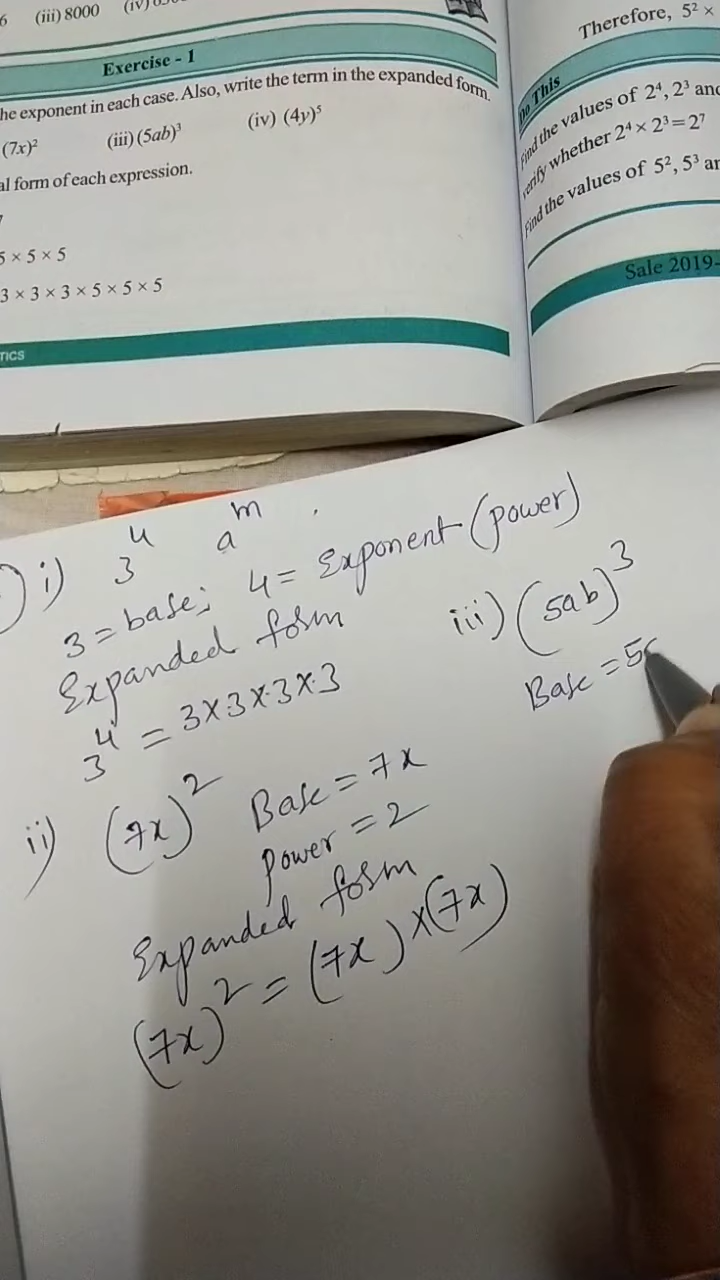 6 (iii) 8000 (iv)
Exercise - 1
he exponent in each case. Also, write the term in the expanded form.
(7x)² (iii) (5ab)³ (iv) (4y)⁵
al form of each expression.
5 × 5 × 5
3 × 3 × 3 × 5 × 5 × 5
TICS
Therefore, 5² ×
Do This
Find the values of 2⁴, 2³ and
verify whether 2⁴ × 2³ = 2⁷
Find the values of 5², 5³ an
Sale 2019-
i) 3⁴ aᵐ .
3 = base; 4 = Exponent (power)
Expanded form
3⁴ = 3×3×3×3
ii) (7x)² Base = 7x
power = 2
Expanded form
(7x)² = (7x)×(7x)
iii) (5ab)³
Base = 5